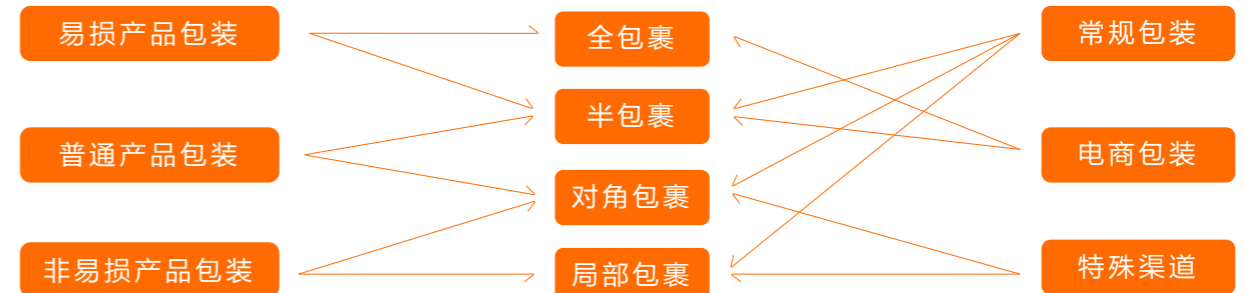 易损产品包装
全包裹
常规包装
半包裹
普通产品包装
电商包装
对角包裹
非易损产品包装
局部包裹
特殊渠道